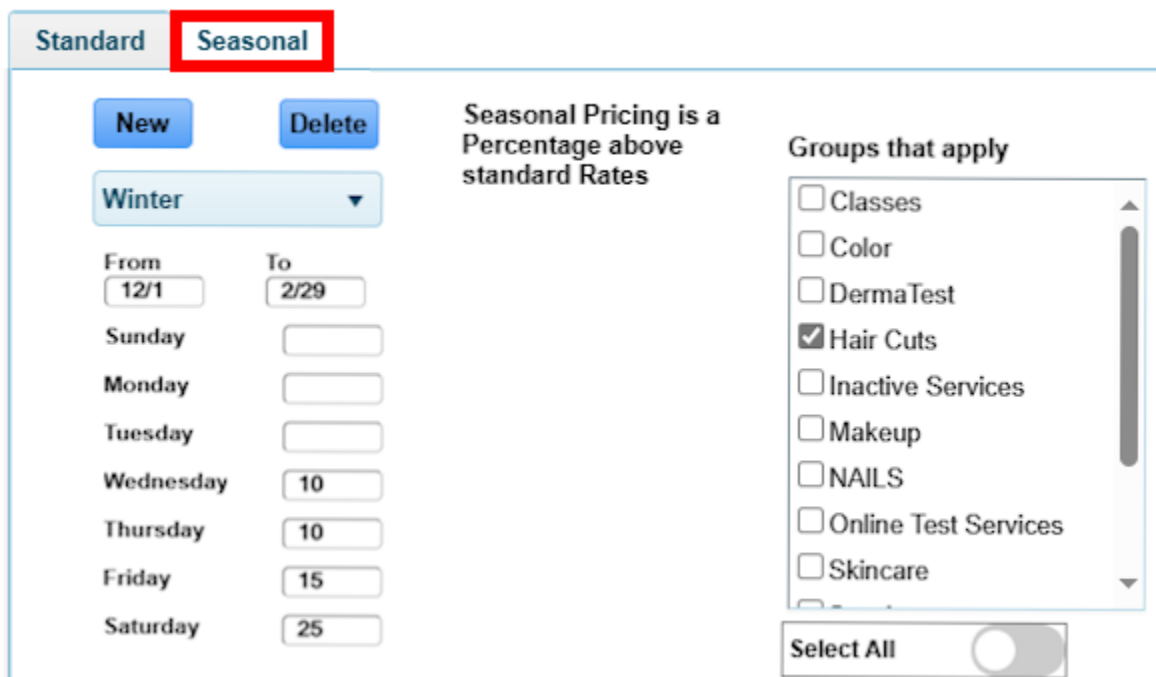 Standard Seasonal
New Delete
Winter
From To
12/1 2/29
Sunday
Monday
Tuesday
Wednesday 10
Thursday 10
Friday 15
Saturday 25
Seasonal Pricing is a
Percentage above
standard Rates
Groups that apply
Classes
Color
DermaTest
Hair Cuts
Inactive Services
Makeup
NAILS
Online Test Services
Skincare
Select All